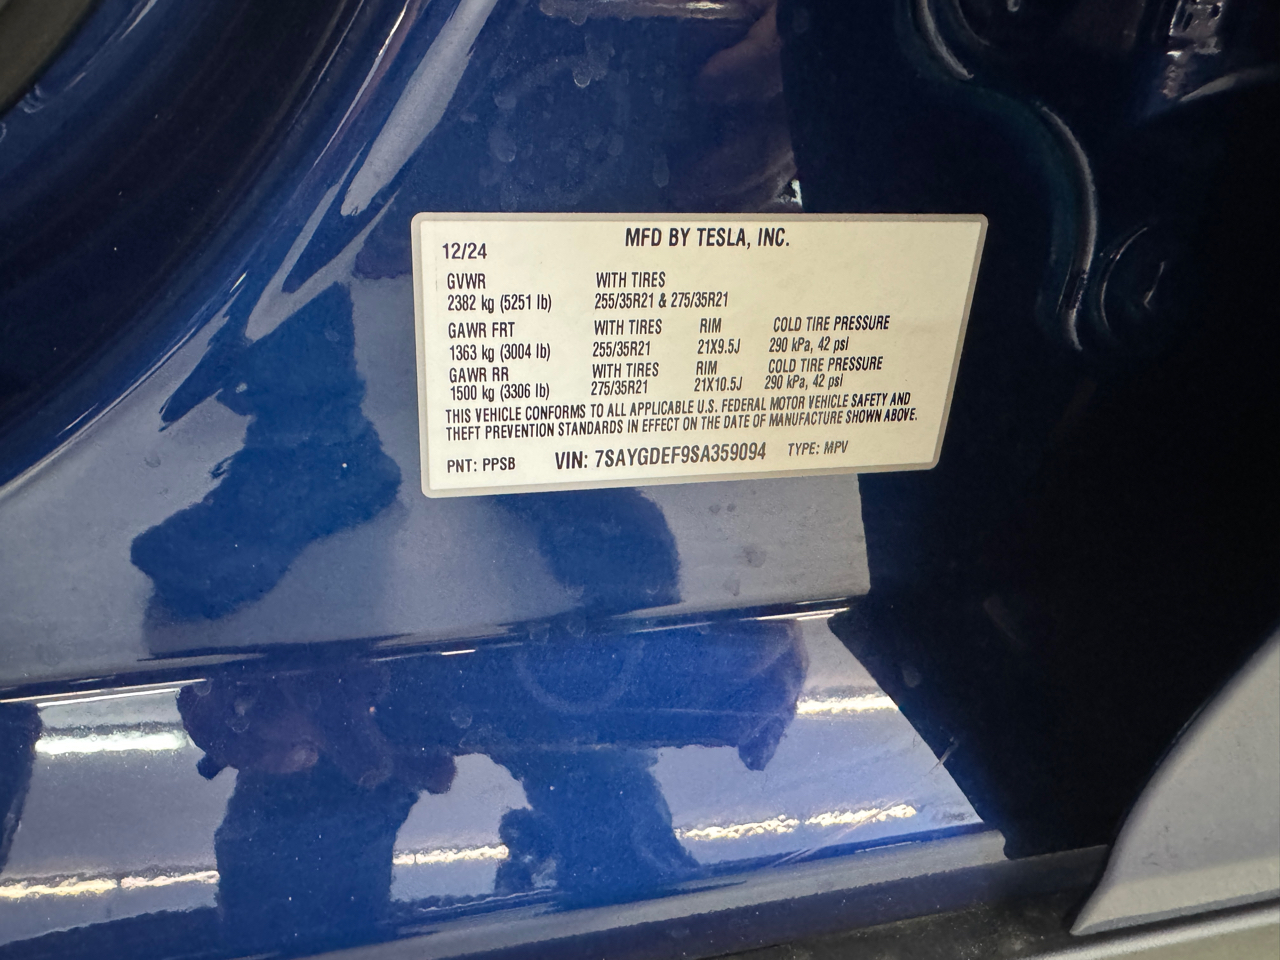 MFD BY TESLA, INC.
12/24
GVWR WITH TIRES
2382 kg (5251 lb) 255/35R21 & 275/35R21
GAWR FRT WITH TIRES RIM COLD TIRE PRESSURE
1363 kg (3004 lb) 255/35R21 21X9.5J 290 kPa, 42 psi
GAWR RR WITH TIRES RIM COLD TIRE PRESSURE
1500 kg (3306 lb) 275/35R21 21X10.5J 290 kPa, 42 psi
THIS VEHICLE CONFORMS TO ALL APPLICABLE U.S. FEDERAL MOTOR VEHICLE SAFETY AND
THEFT PREVENTION STANDARDS IN EFFECT ON THE DATE OF MANUFACTURE SHOWN ABOVE.
PNT: PPSB VIN: 7SAYGDEF9SA359094 TYPE: MPV